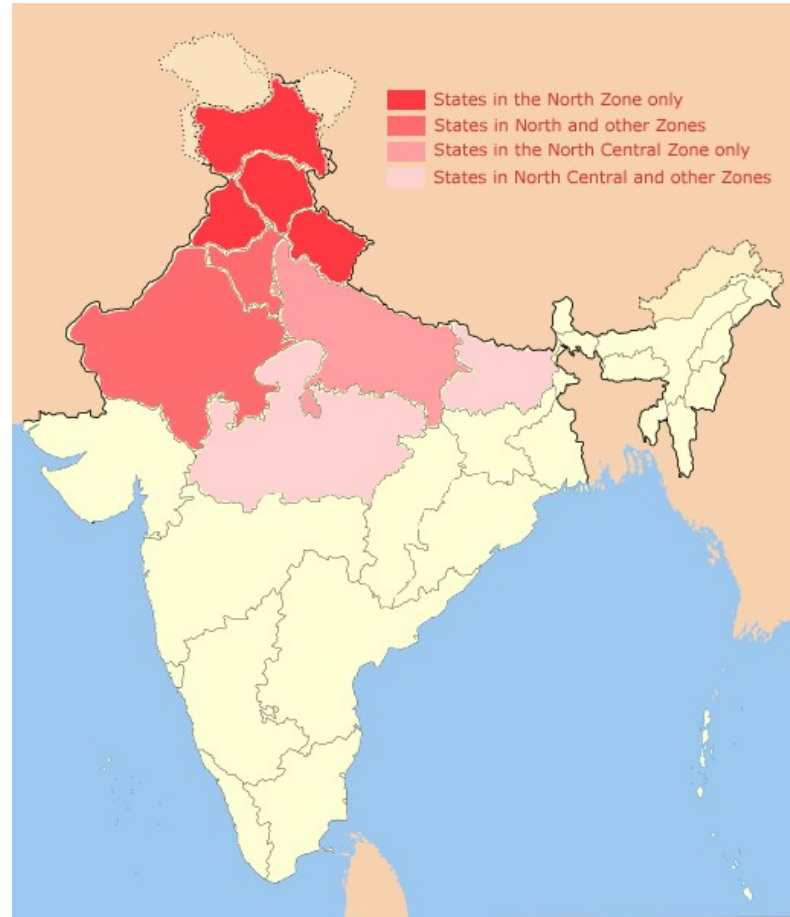 States in the North Zone only
States in North and other Zones
States in the North Central Zone only
States in North Central and other Zones